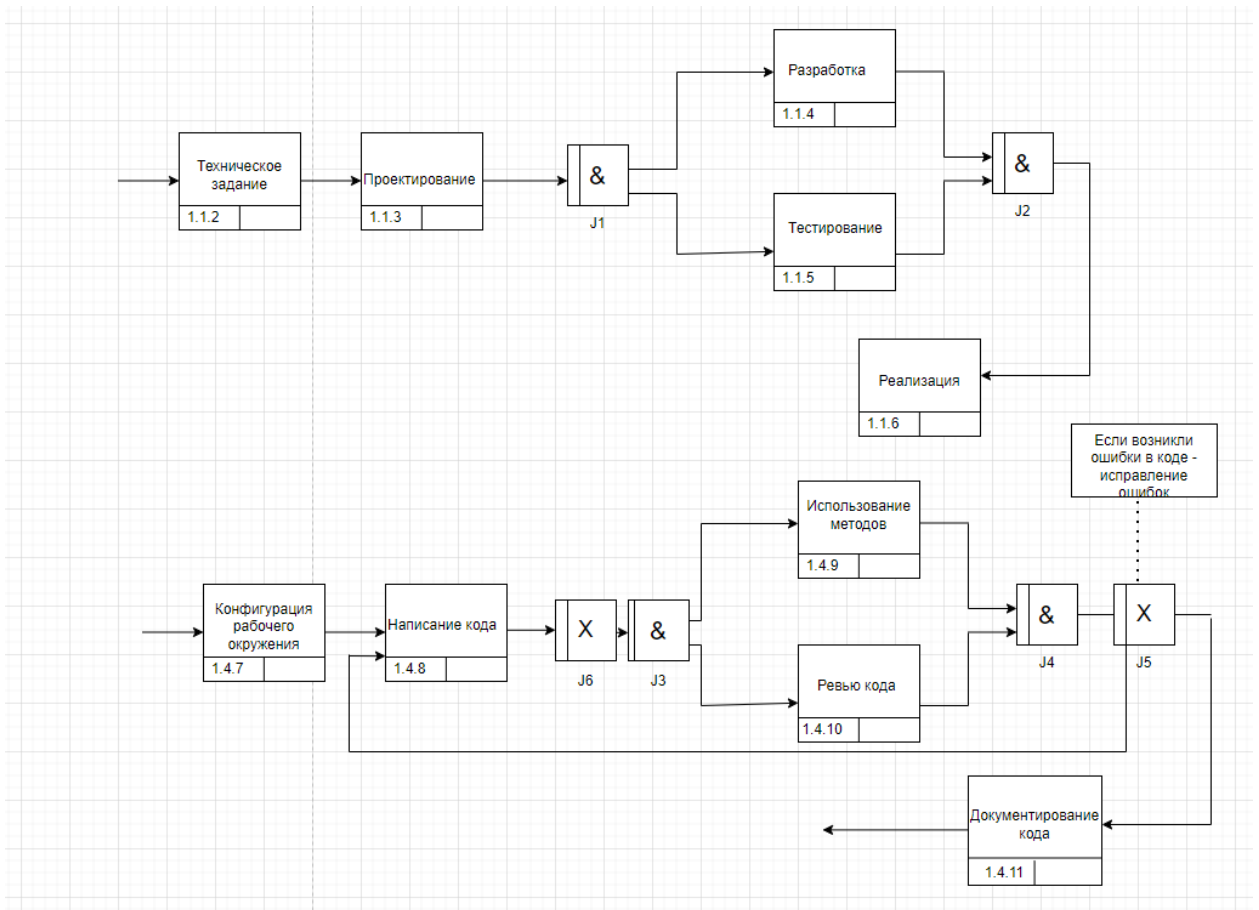 Разработка
1.1.4
Техническое
задание
1.1.2
Проектирование
1.1.3
&
J1
&
J2
Тестирование
1.1.5
Реализация
1.1.6
Если возникли
ошибки в коде -
исправление
ошибок
Использование
методов
1.4.9
Конфигурация
рабочего
окружения
1.4.7
Написание кода
1.4.8
X
J6
&
J3
&
J4
X
J5
Ревью кода
1.4.10
Документирование
кода
1.4.11